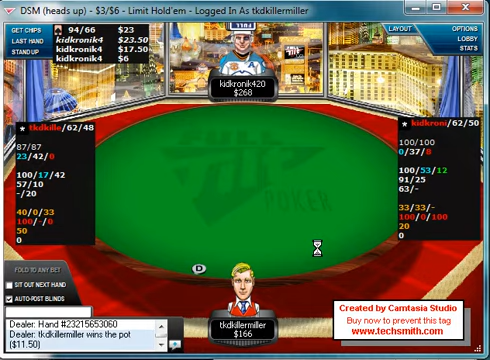 DSM (heads up) - $3/$6 - Limit Hold'em - Logged In As tkdkillermiller
GET CHIPS
LAST HAND
STAND UP
94/66 $23
kidkronik4 $23.50
kidkronik4 $17.50
kidkronik4 $6
LAYOUT
OPTIONS
LOBBY
STATS
kidkronik420
$268
tkdkille/62/48
87/87
23/42/0
100/17/42
57/10
-/20
40/0/33
100/-/0
50
0
kidkroni/62/50
100/100
0/37/8
100/53/12
91/25
63/-
33/33/-
100/0/100
20
0
POKER
D
FOLD TO ANY BET
SIT OUT NEXT HAND
AUTO-POST BLINDS
Dealer: Hand #23215653060
Dealer: tkdkillermiller wins the pot
($11.50)
tkdkillermiller
$166
Created by Camtasia Studio
Buy now to prevent this tag
www.techsmith.com